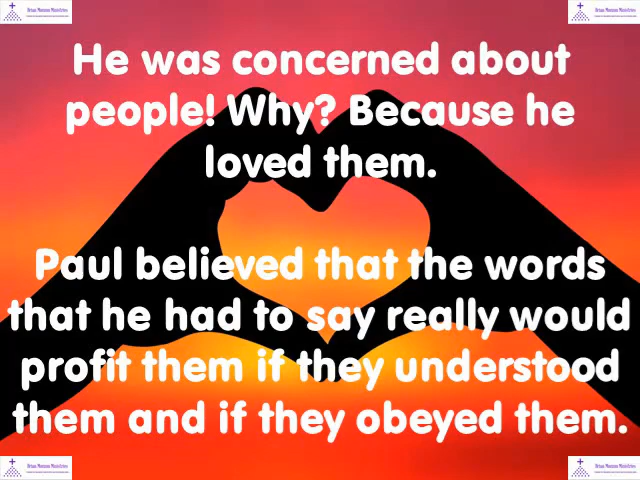 He was concerned about
people! Why? Because he
loved them.
Paul believed that the words
that he had to say really would
profit them if they understood
them and if they obeyed them.